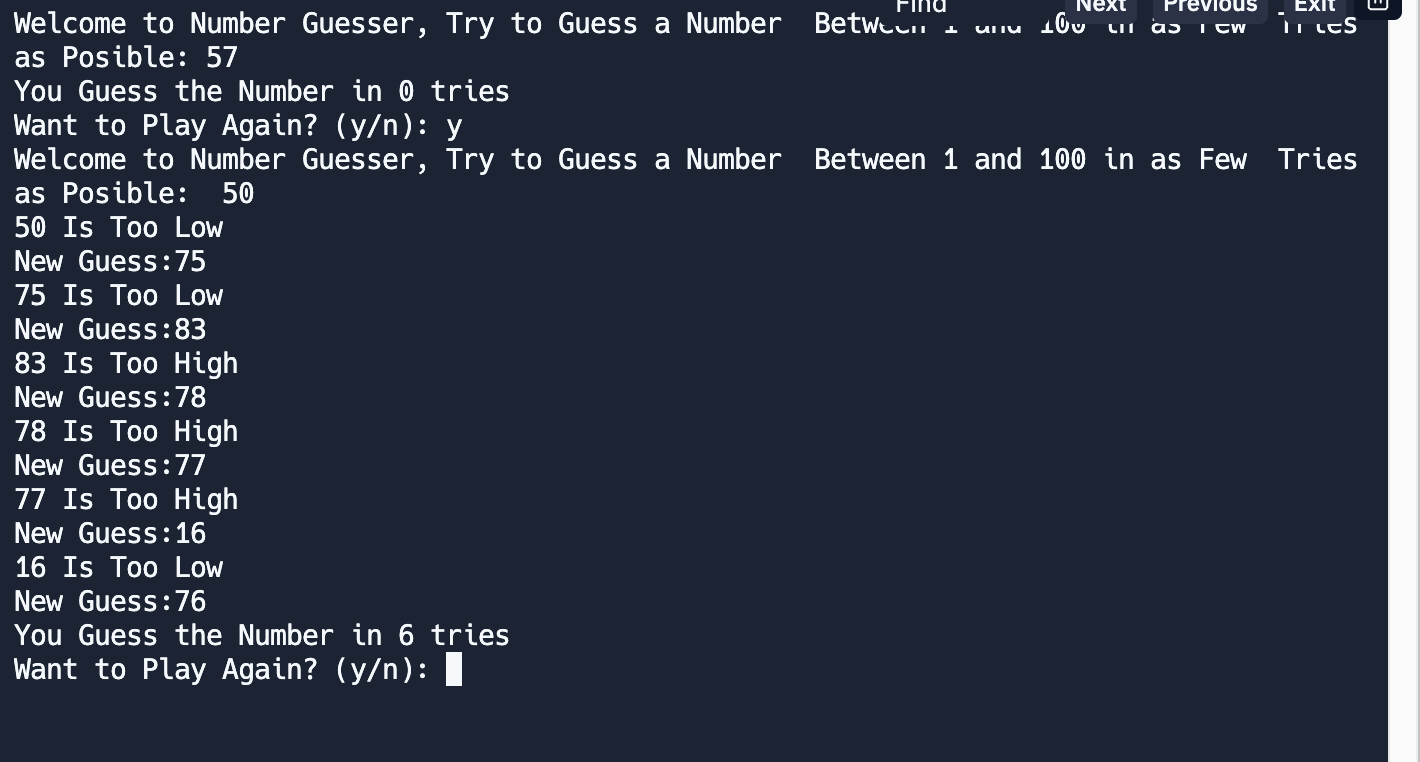 Find Next Previous Exit
Welcome to Number Guesser, Try to Guess a Number  Between 1 and 100 in as Few  Tries
as Posible: 57
You Guess the Number in 0 tries
Want to Play Again? (y/n): y
Welcome to Number Guesser, Try to Guess a Number  Between 1 and 100 in as Few  Tries
as Posible:  50
50 Is Too Low
New Guess:75
75 Is Too Low
New Guess:83
83 Is Too High
New Guess:78
78 Is Too High
New Guess:77
77 Is Too High
New Guess:16
16 Is Too Low
New Guess:76
You Guess the Number in 6 tries
Want to Play Again? (y/n):